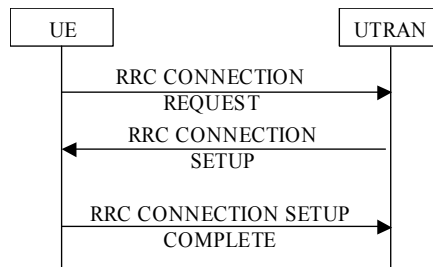 UE
UTRAN
RRC CONNECTION
REQUEST
RRC CONNECTION
SETUP
RRC CONNECTION SETUP
COMPLETE